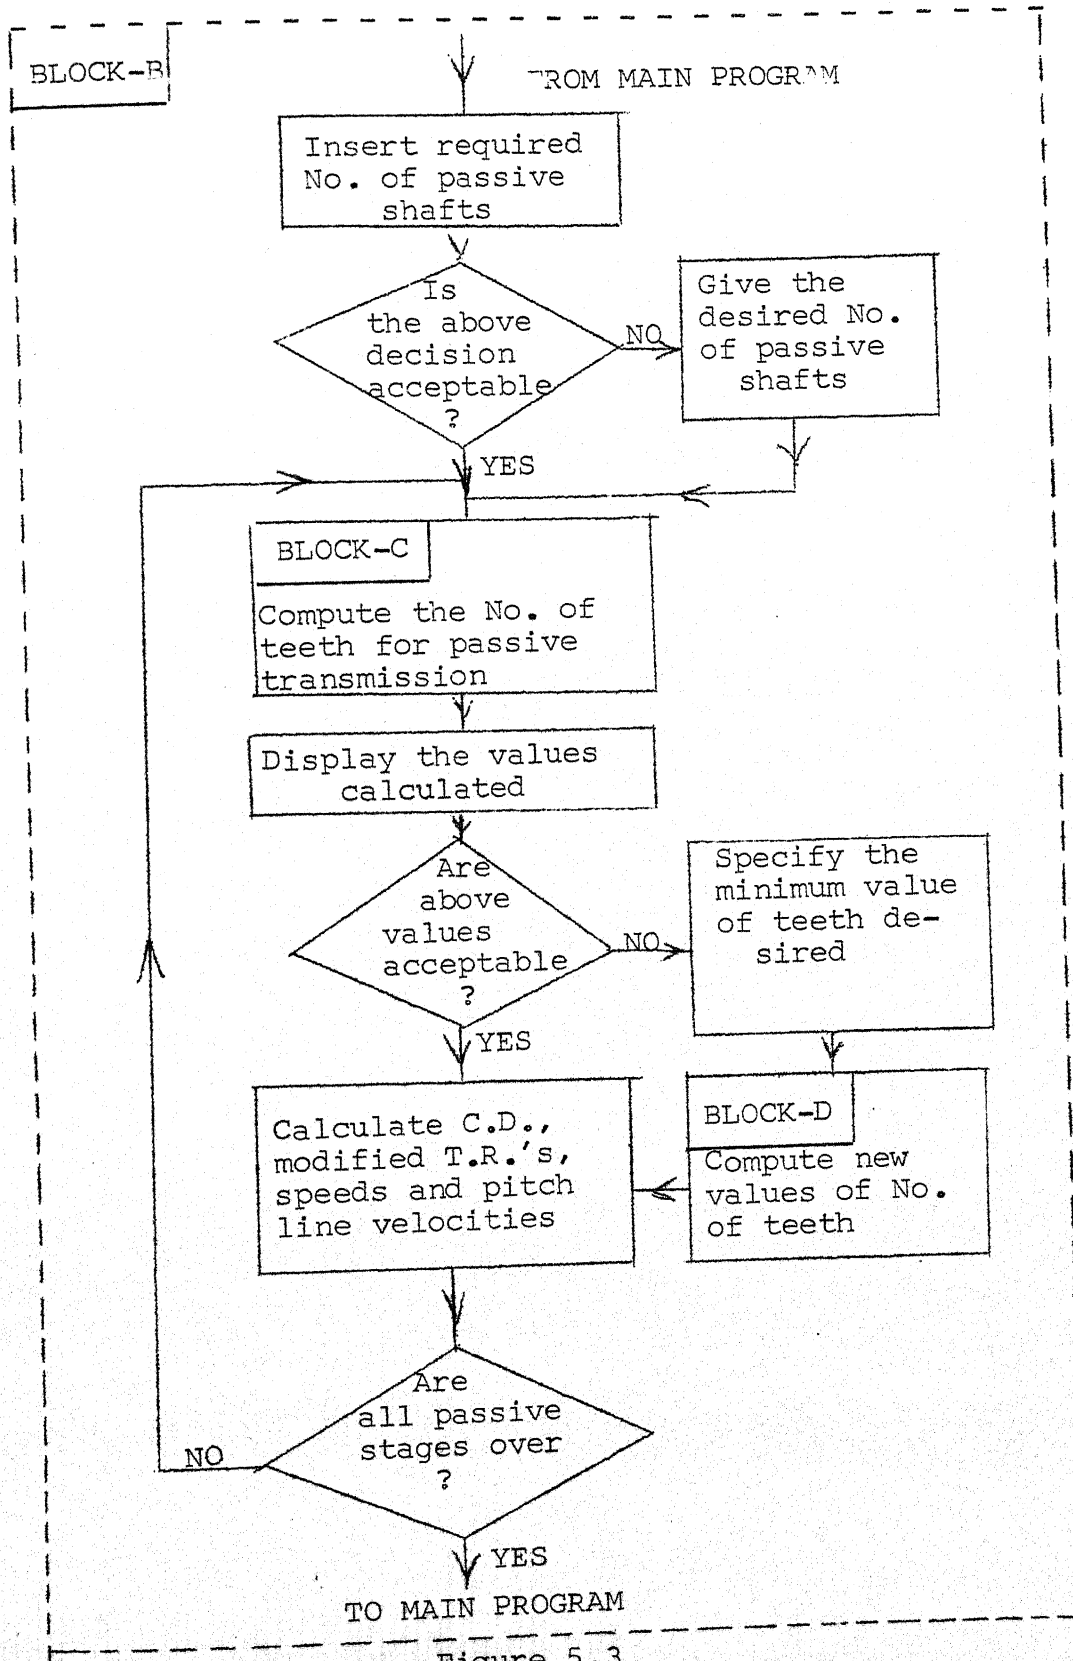 BLOCK-B
FROM MAIN PROGRAM
Insert required
No. of passive
shafts
Is
the above
decision
acceptable
?
NO
Give the
desired No.
of passive
shafts
YES
BLOCK-C
Compute the No. of
teeth for passive
transmission
Display the values
calculated
Are
above
values
acceptable
?
NO
Specify the
minimum value
of teeth de-
sired
YES
Calculate C.D.,
modified T.R.'s,
speeds and pitch
line velocities
BLOCK-D
Compute new
values of No.
of teeth
Are
all passive
stages over
?
NO
YES
TO MAIN PROGRAM
Figure 5.3